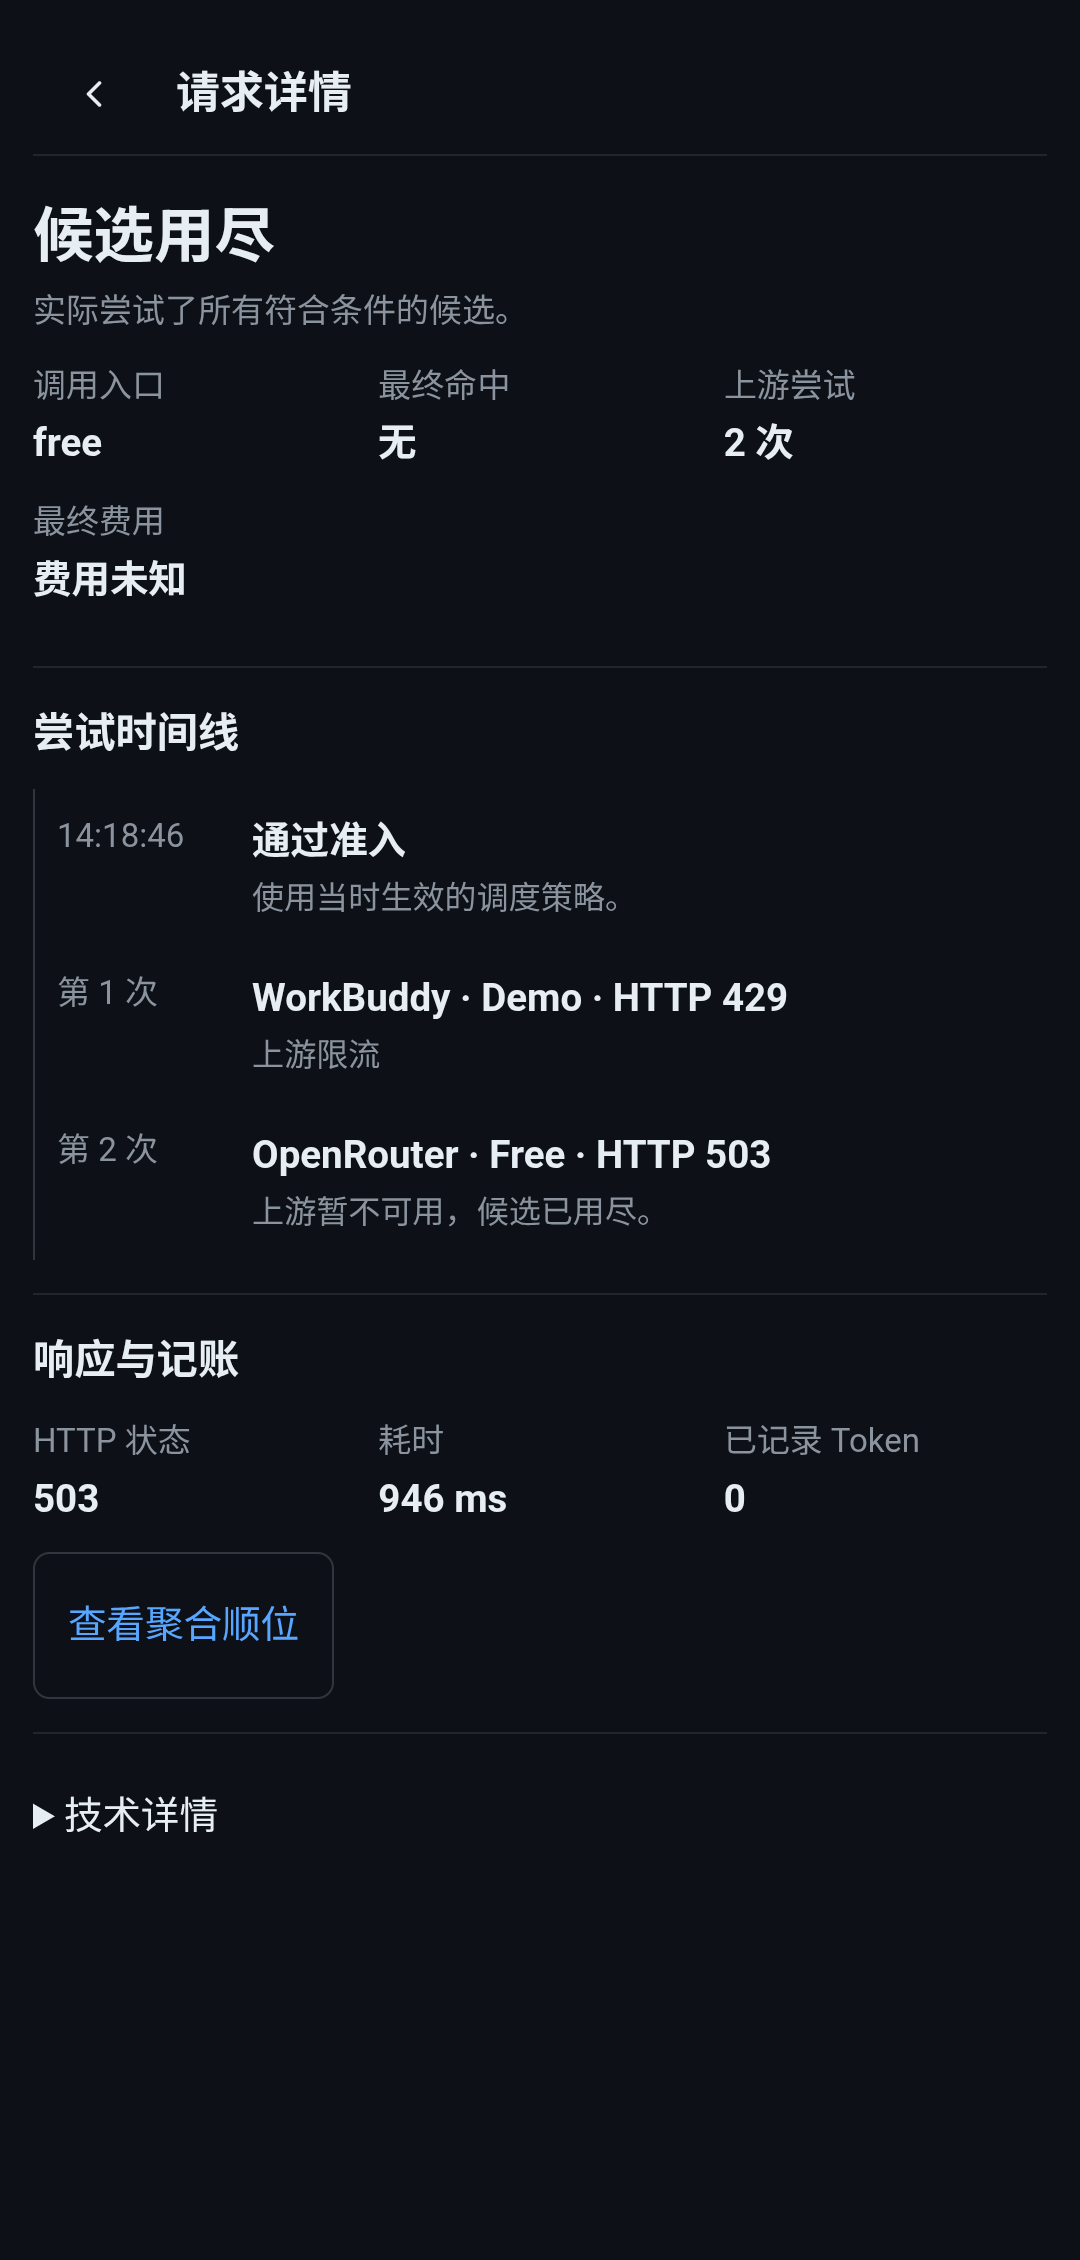 请求详情
候选用尽
实际尝试了所有符合条件的候选。
调用入口 最终命中 上游尝试
free 无 2 次
最终费用
费用未知
尝试时间线
14:18:46 通过准入
使用当时生效的调度策略。
第 1 次 WorkBuddy · Demo · HTTP 429
上游限流
第 2 次 OpenRouter · Free · HTTP 503
上游暂不可用，候选已用尽。
响应与记账
HTTP 状态 耗时 已记录 Token
503 946 ms 0
查看聚合顺位
技术详情